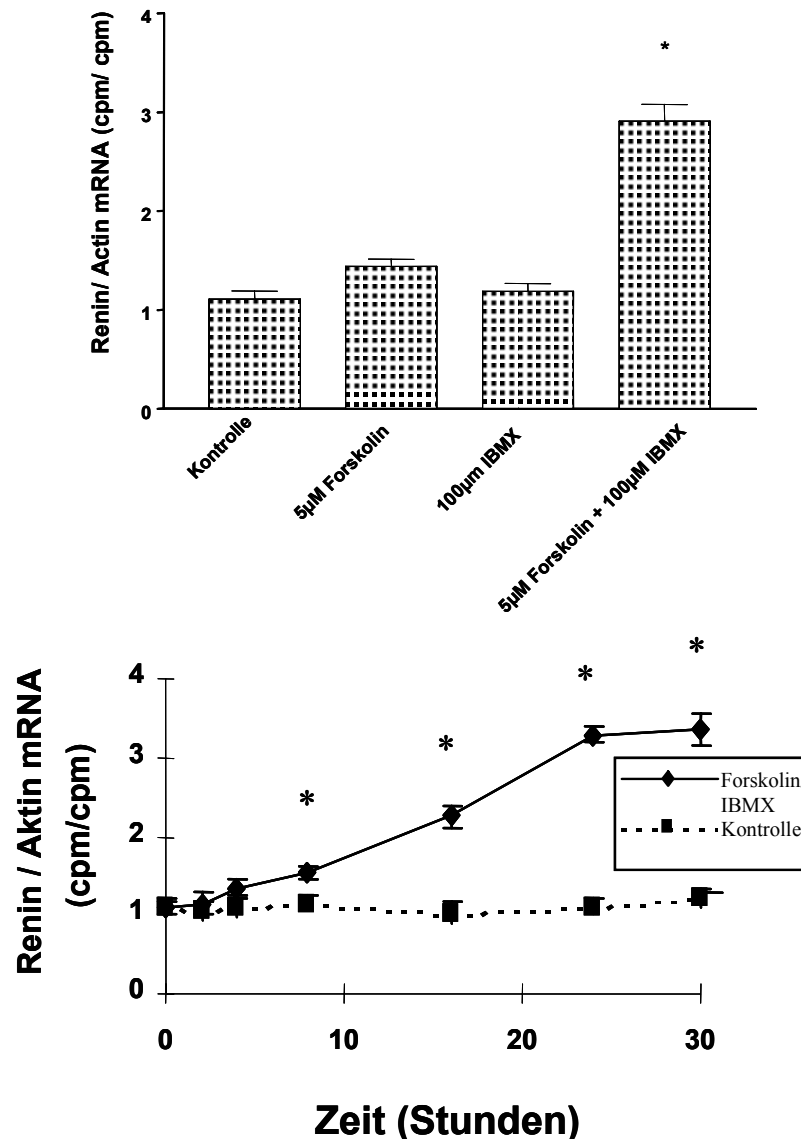 4
3
2
1
0
Renin/ Actin mRNA (cpm/ cpm)
*
Kontrolle
5µM Forskolin
100µm IBMX
5µM Forskolin + 100µM IBMX
Renin / Aktin mRNA
(cpm/cpm)
4
3
2
1
0
* * * *
Forskolin
IBMX
Kontrolle
0 10 20 30
Zeit (Stunden)